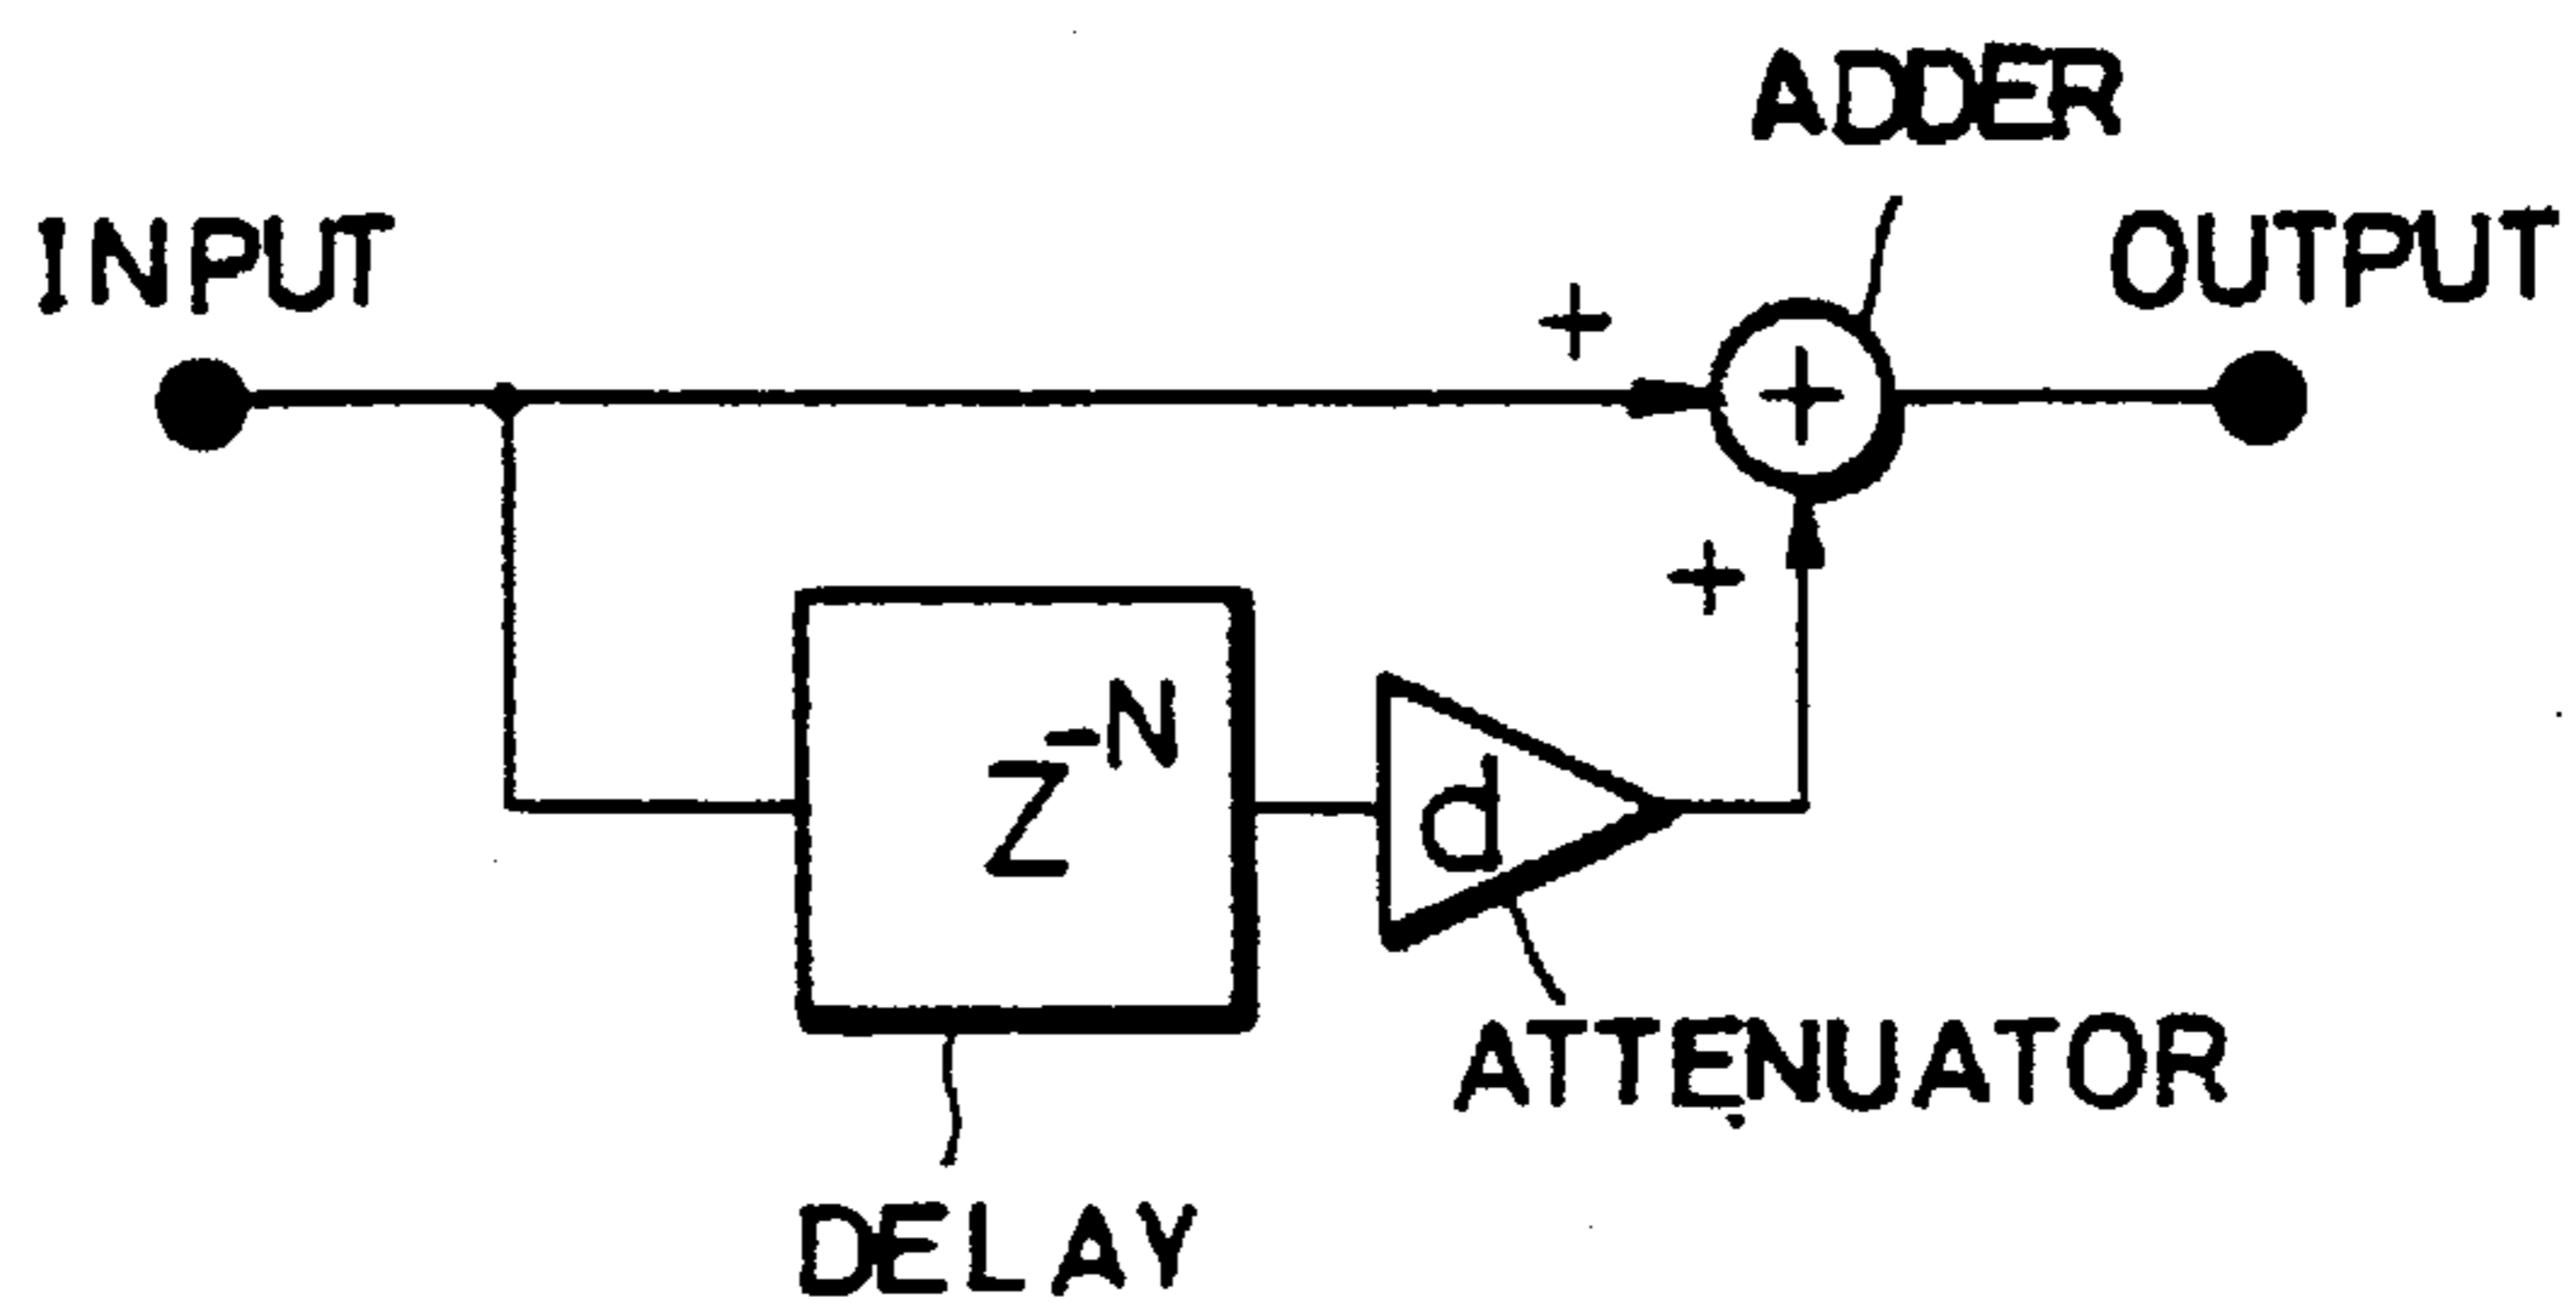 ADDER
INPUT
OUTPUT
+
+
+
Z⁻ᴺ
d
ATTENUATOR
DELAY